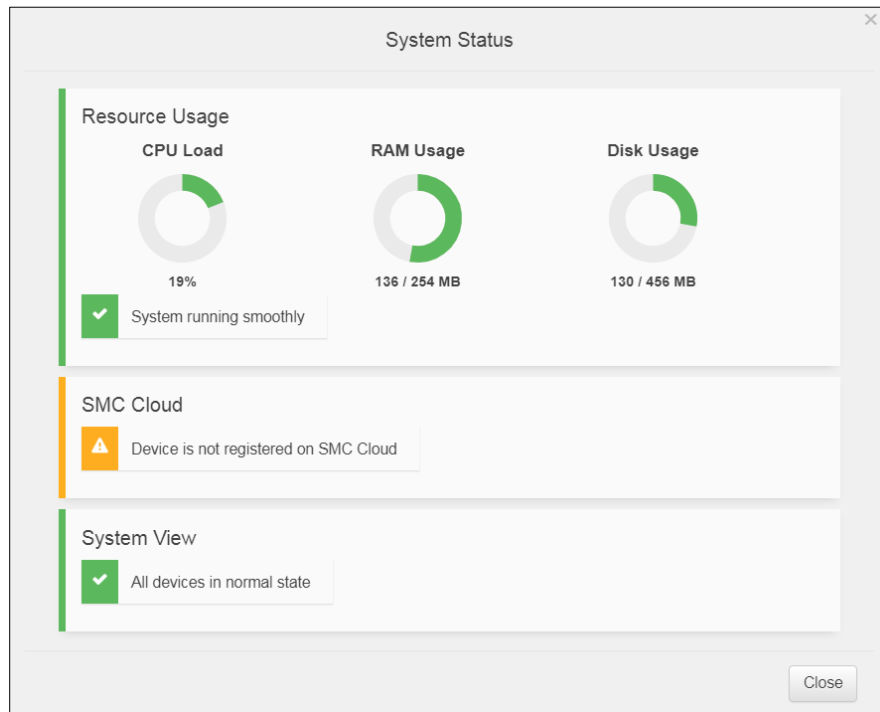 System Status
×
Resource Usage
CPU Load
RAM Usage
Disk Usage
19%
136 / 254 MB
130 / 456 MB
System running smoothly
SMC Cloud
Device is not registered on SMC Cloud
System View
All devices in normal state
Close